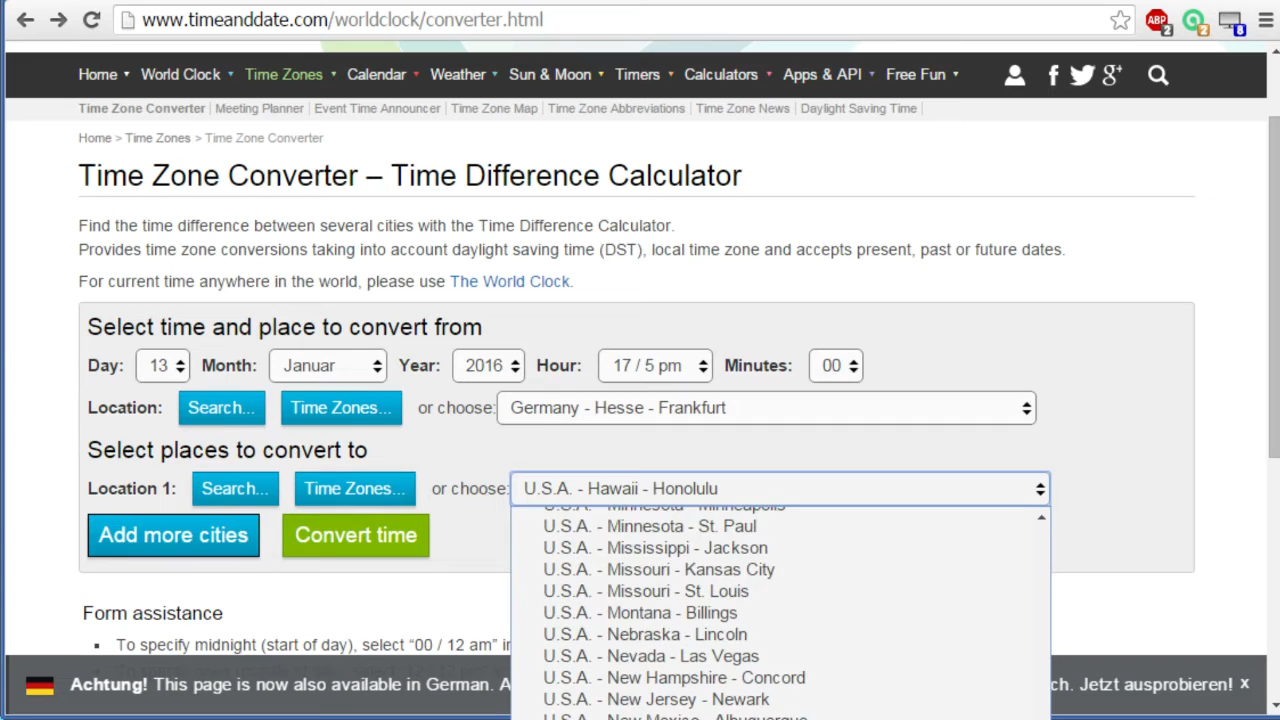 www.timeanddate.com/worldclock/converter.html
ABP 2 2 8
Home World Clock Time Zones Calendar Weather Sun & Moon Timers Calculators Apps & API Free Fun
Time Zone Converter Meeting Planner Event Time Announcer Time Zone Map Time Zone Abbreviations Time Zone News Daylight Saving Time
Home > Time Zones > Time Zone Converter
Time Zone Converter – Time Difference Calculator
Find the time difference between several cities with the Time Difference Calculator.
Provides time zone conversions taking into account daylight saving time (DST), local time zone and accepts present, past or future dates.
For current time anywhere in the world, please use The World Clock.
Select time and place to convert from
Day: 13 Month: Januar Year: 2016 Hour: 17 / 5 pm Minutes: 00
Location: Search... Time Zones... or choose: Germany - Hesse - Frankfurt
Select places to convert to
Location 1: Search... Time Zones... or choose: U.S.A. - Hawaii - Honolulu
U.S.A. - Minnesota - Minneapolis
U.S.A. - Minnesota - St. Paul
Add more cities Convert time
U.S.A. - Mississippi - Jackson
U.S.A. - Missouri - Kansas City
U.S.A. - Missouri - St. Louis
U.S.A. - Montana - Billings
Form assistance
U.S.A. - Nebraska - Lincoln
To specify midnight (start of day), select “00 / 12 am” in
U.S.A. - Nevada - Las Vegas
U.S.A. - New Hampshire - Concord
Achtung! This page is now also available in German. A ch. Jetzt ausprobieren! x
U.S.A. - New Jersey - Newark
U.S.A. - New Mexico - Albuquerque